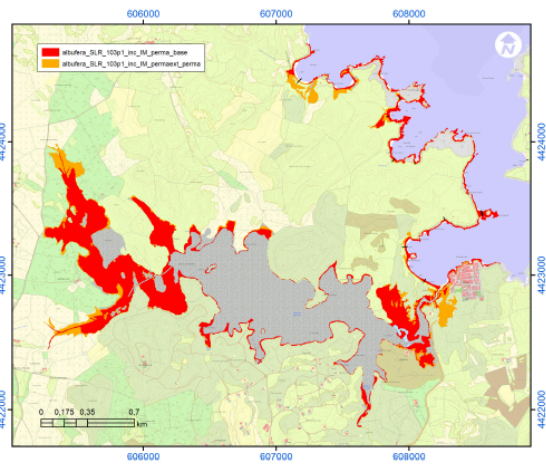 606000 607000 608000
albufera_SLR_103p1_inc_IM_perma_base
albufera_SLR_103p1_inc_IM_permaext_perma
N
4424000 4424000
4423000 4423000
4422000 4422000
0 0,175 0,35 0,7
km
606000 607000 608000